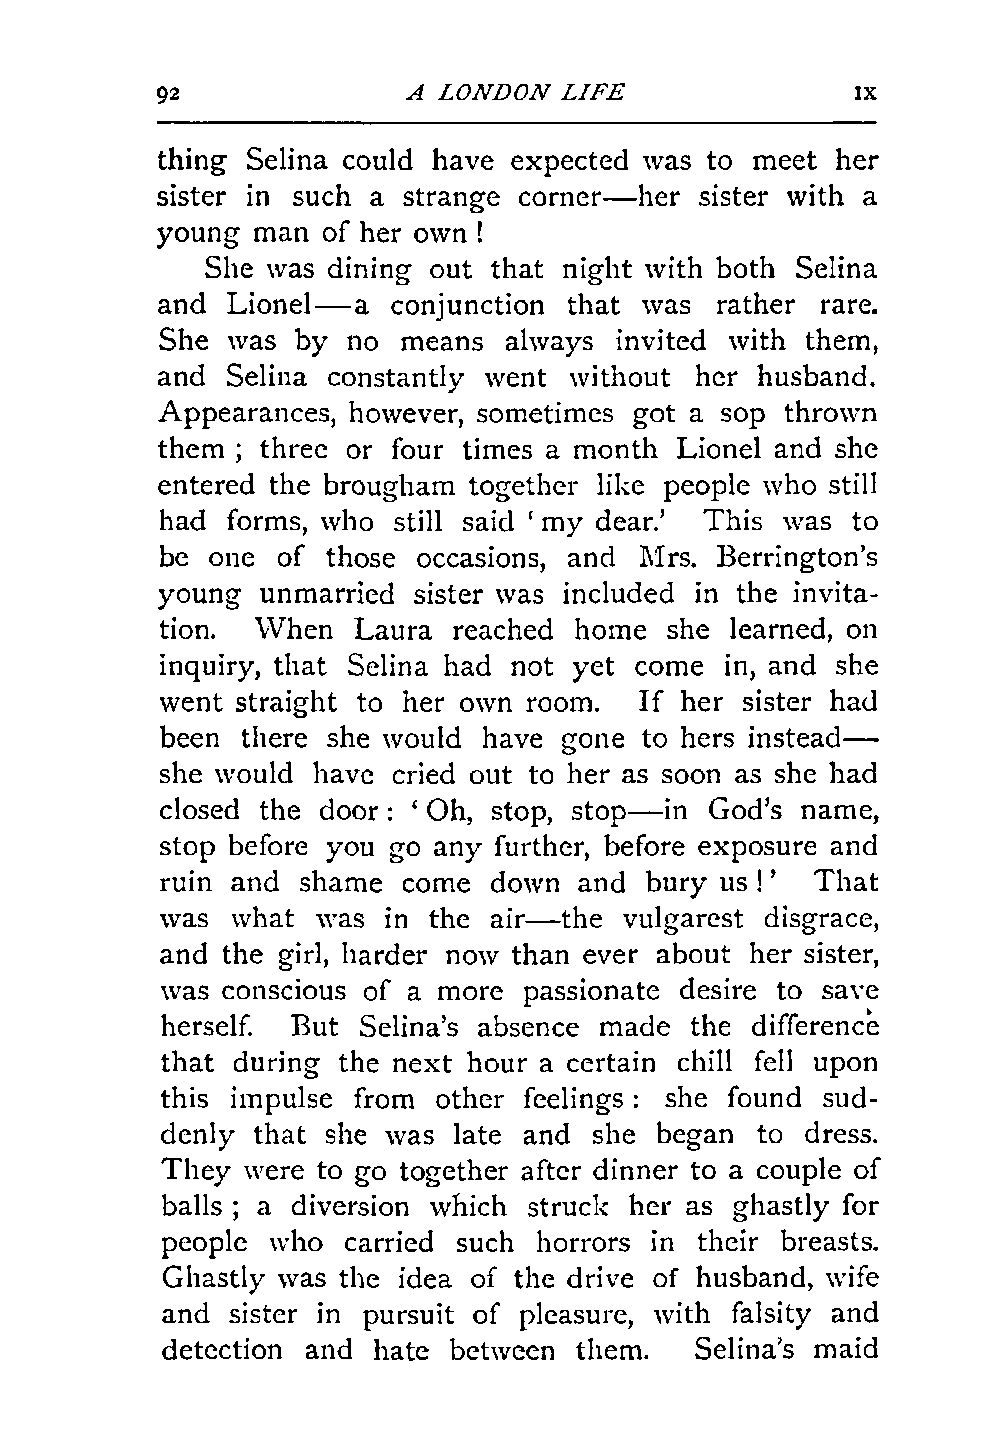 92 A LONDON LIFE IX
thing Selina could have expected was to meet her
sister in such a strange corner—her sister with a
young man of her own !
She was dining out that night with both Selina
and Lionel—a conjunction that was rather rare.
She was by no means always invited with them,
and Selina constantly went without her husband.
Appearances, however, sometimes got a sop thrown
them ; three or four times a month Lionel and she
entered the brougham together like people who still
had forms, who still said ‘ my dear.’ This was to
be one of those occasions, and Mrs. Berrington’s
young unmarried sister was included in the invita-
tion. When Laura reached home she learned, on
inquiry, that Selina had not yet come in, and she
went straight to her own room. If her sister had
been there she would have gone to hers instead—
she would have cried out to her as soon as she had
closed the door : ‘ Oh, stop, stop—in God’s name,
stop before you go any further, before exposure and
ruin and shame come down and bury us ! ’ That
was what was in the air—the vulgarest disgrace,
and the girl, harder now than ever about her sister,
was conscious of a more passionate desire to save
herself. But Selina’s absence made the difference
that during the next hour a certain chill fell upon
this impulse from other feelings : she found sud-
denly that she was late and she began to dress.
They were to go together after dinner to a couple of
balls ; a diversion which struck her as ghastly for
people who carried such horrors in their breasts.
Ghastly was the idea of the drive of husband, wife
and sister in pursuit of pleasure, with falsity and
detection and hate between them. Selina’s maid